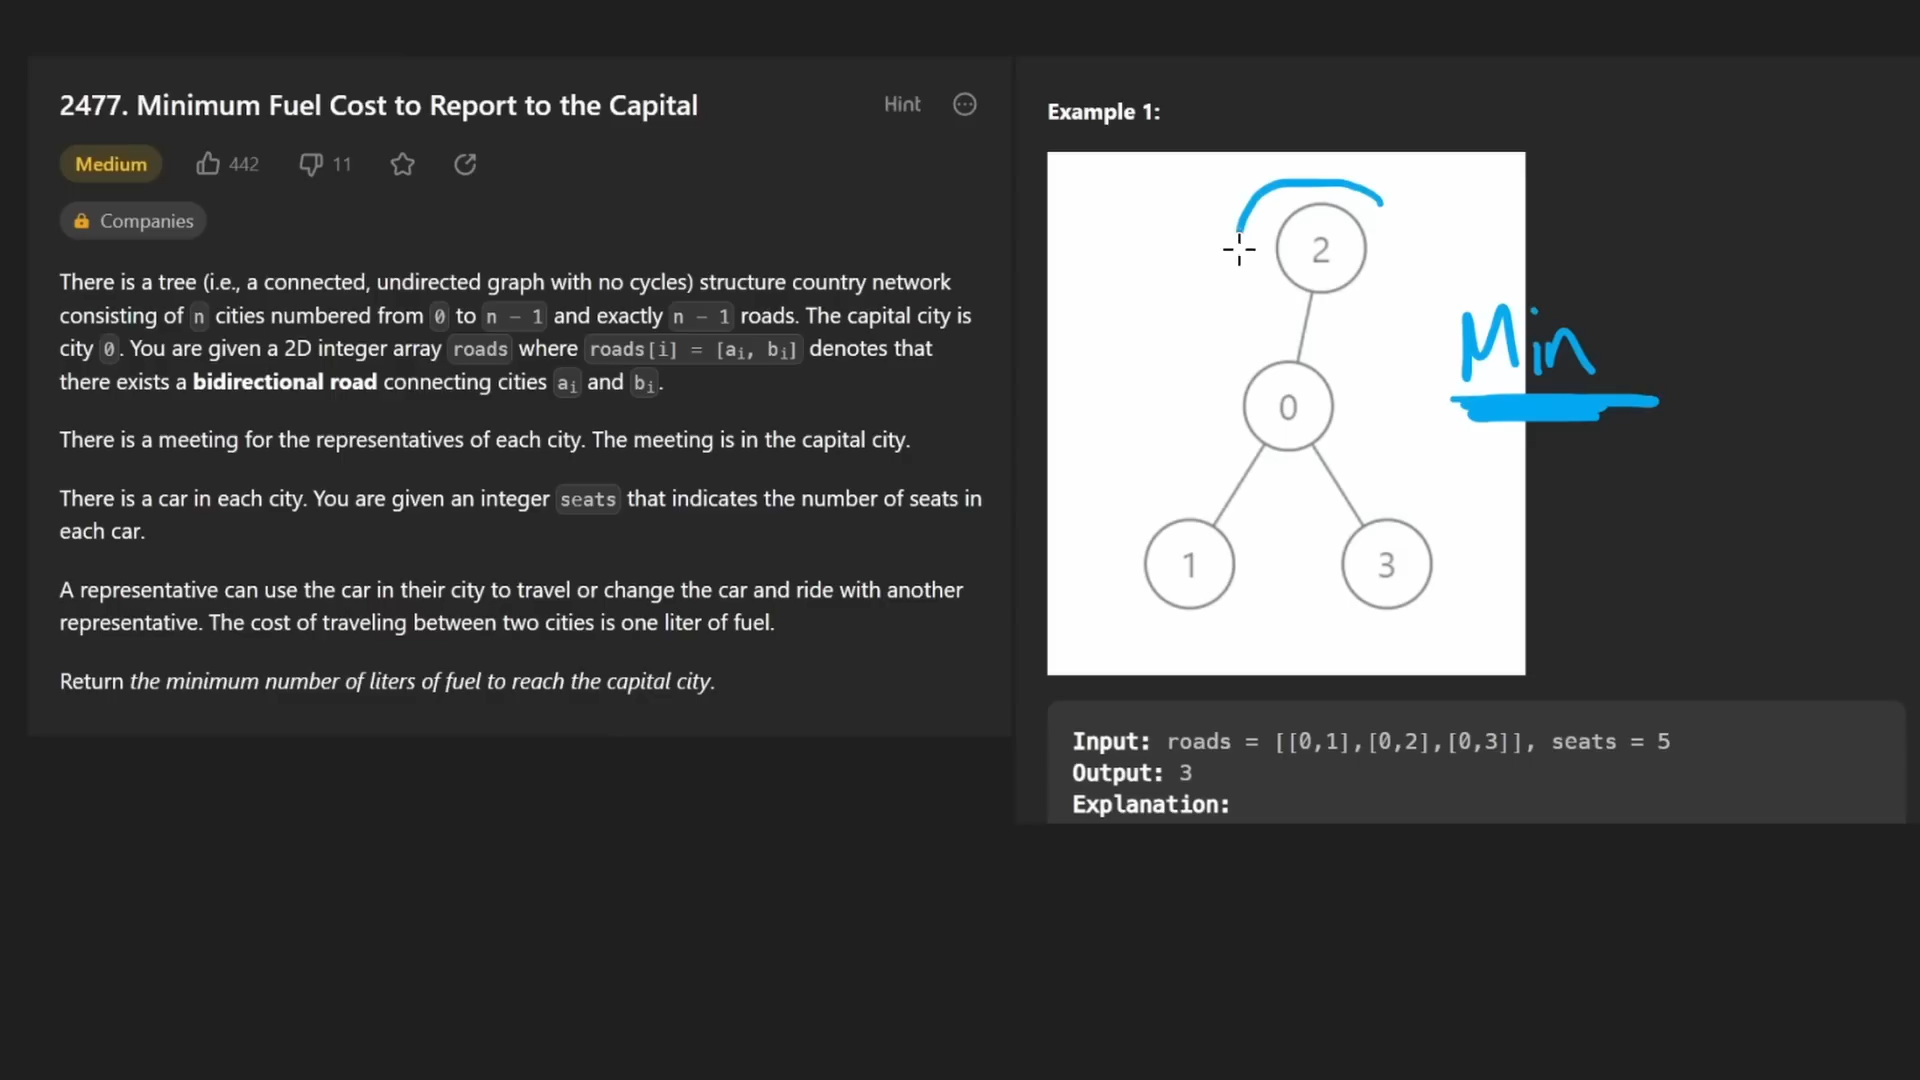 2477. Minimum Fuel Cost to Report to the Capital
Hint
Medium
442
11
Companies
There is a tree (i.e., a connected, undirected graph with no cycles) structure country network
consisting of n cities numbered from 0 to n - 1 and exactly n - 1 roads. The capital city is
city 0. You are given a 2D integer array roads where roads[i] = [ai, bi] denotes that
there exists a bidirectional road connecting cities ai and bi.
There is a meeting for the representatives of each city. The meeting is in the capital city.
There is a car in each city. You are given an integer seats that indicates the number of seats in
each car.
A representative can use the car in their city to travel or change the car and ride with another
representative. The cost of traveling between two cities is one liter of fuel.
Return the minimum number of liters of fuel to reach the capital city.
Example 1:
2
Min
0
1
3
Input: roads = [[0,1],[0,2],[0,3]], seats = 5
Output: 3
Explanation: